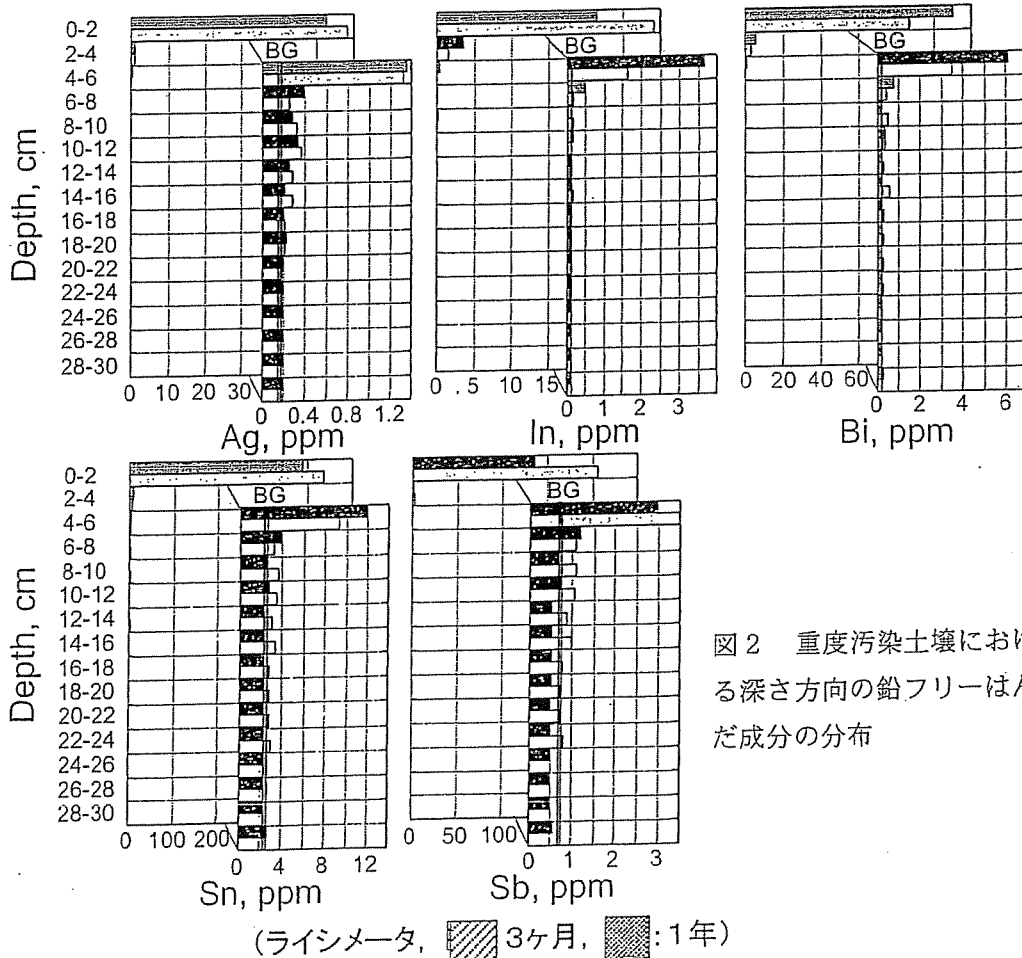 BG
BG
BG
Depth, cm
0-2
2-4
4-6
6-8
8-10
10-12
12-14
14-16
16-18
18-20
20-22
22-24
24-26
26-28
28-30
0 10 20 30
0 0.4 0.8 1.2
Ag, ppm
0 .5 10 15
0 1 2 3
In, ppm
0 20 40 60
0 2 4 6
Bi, ppm
BG
BG
Depth, cm
0-2
2-4
4-6
6-8
8-10
10-12
12-14
14-16
16-18
18-20
20-22
22-24
24-26
26-28
28-30
0 100 200
0 4 8 12
Sn, ppm
0 50 100
0 1 2 3
Sb, ppm
図2 重度汚染土壌におけ
る深さ方向の鉛フリーはん
だ成分の分布
(ライシメータ, 3ヶ月, :1年)